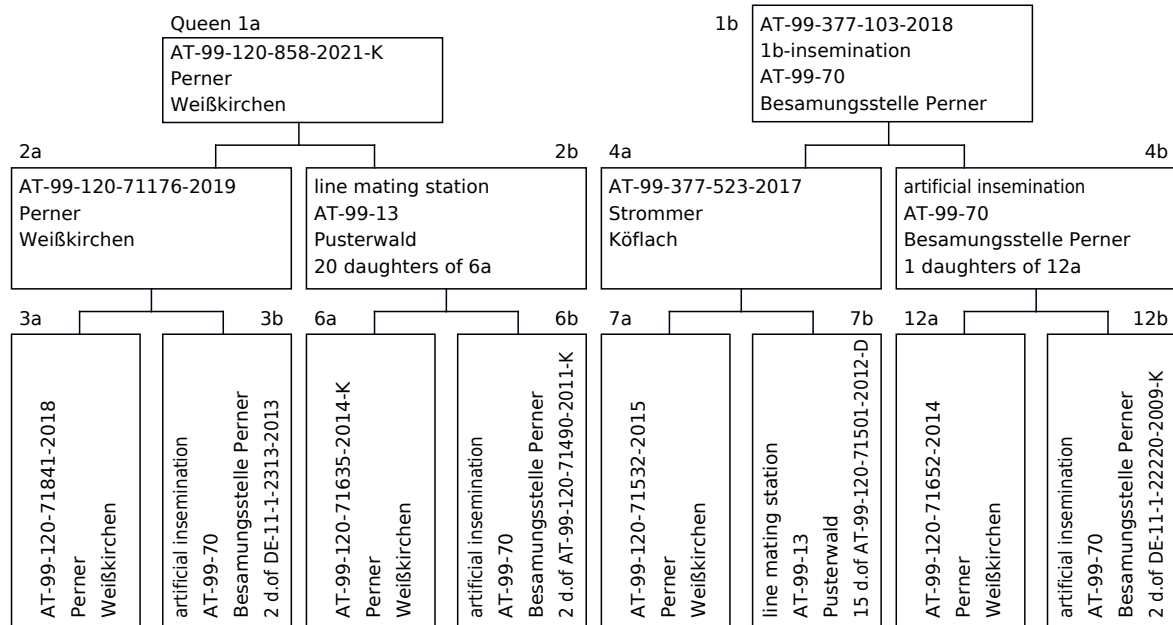 Queen 1a
AT-99-120-858-2021-K
Perner
Weißkirchen
1b
AT-99-377-103-2018
1b-insemination
AT-99-70
Besamungsstelle Perner
2a
AT-99-120-71176-2019
Perner
Weißkirchen
2b
line mating station
AT-99-13
Pusterwald
20 daughters of 6a
4a
AT-99-377-523-2017
Strommer
Köflach
4b
artificial insemination
AT-99-70
Besamungsstelle Perner
1 daughters of 12a
3a
AT-99-120-71841-2018
Perner
Weißkirchen
3b
artificial insemination
AT-99-70
Besamungsstelle Perner
2 d.of DE-11-1-2313-2013
6a
AT-99-120-71635-2014-K
Perner
Weißkirchen
6b
artificial insemination
AT-99-70
Besamungsstelle Perner
2 d.of AT-99-120-71490-2011-K
7a
AT-99-120-71532-2015
Perner
Weißkirchen
7b
line mating station
AT-99-13
Pusterwald
15 d.of AT-99-120-71501-2012-D
12a
AT-99-120-71652-2014
Perner
Weißkirchen
12b
artificial insemination
AT-99-70
Besamungsstelle Perner
2 d.of DE-11-1-22220-2009-K